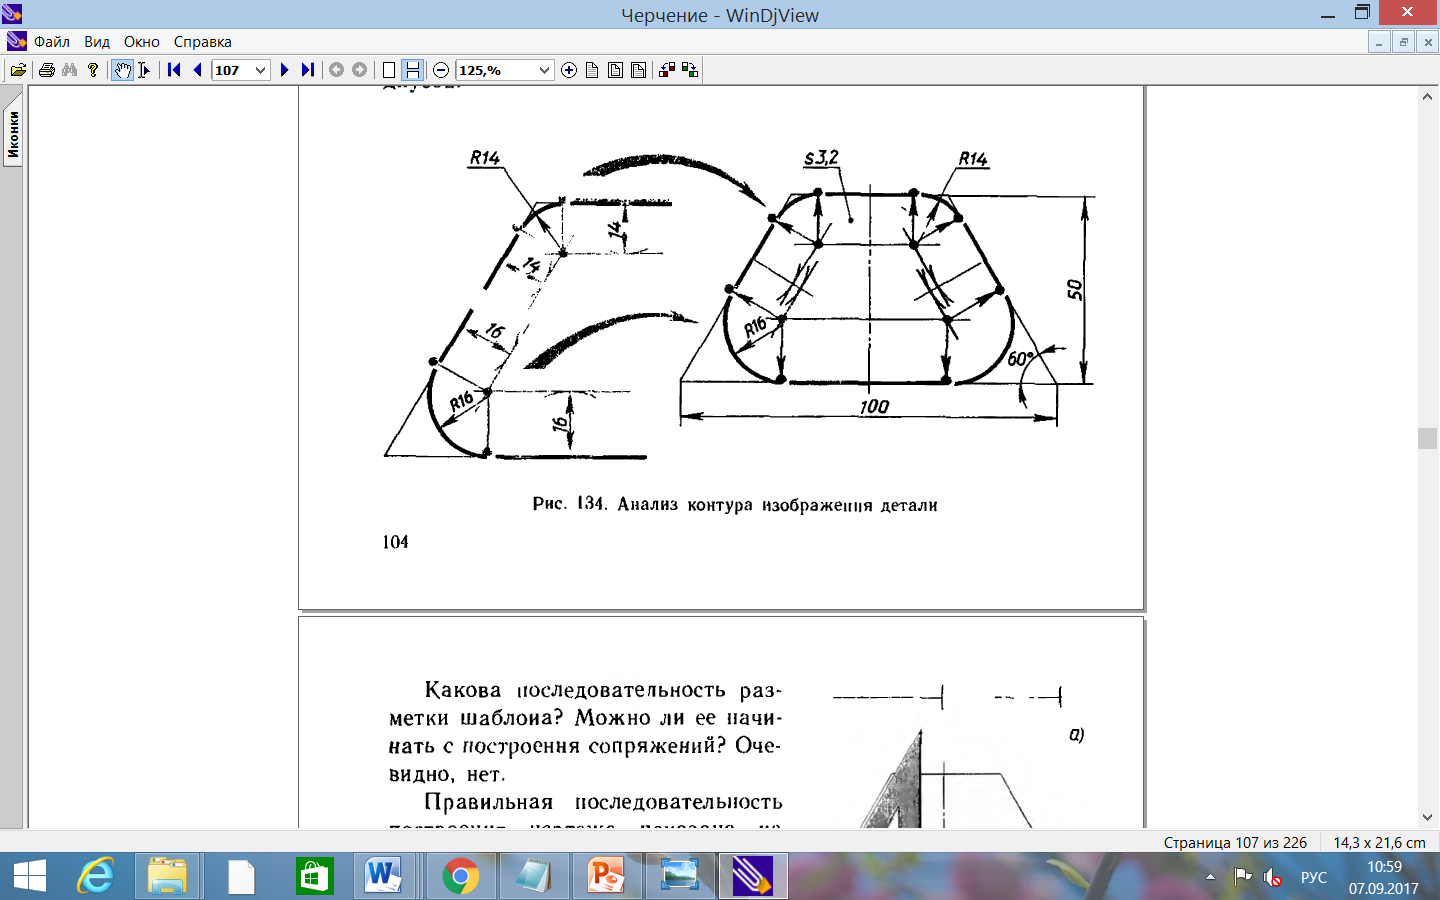 Черчение - WinDjView
Файл Вид Окно Справка
107
125,%
Иконки
R14
s3,2
R14
14
14
16
R16
16
R16
50
60°
100
Рис. 134. Анализ контура изображения детали
104
Какова последовательность раз-
метки шаблона? Можно ли ее начи-
нать с построения сопряжений? Оче-
видно, нет.
Правильная последовательность
а)
Страница 107 из 226
14,3 x 21,6 cm
РУС
10:59
07.09.2017